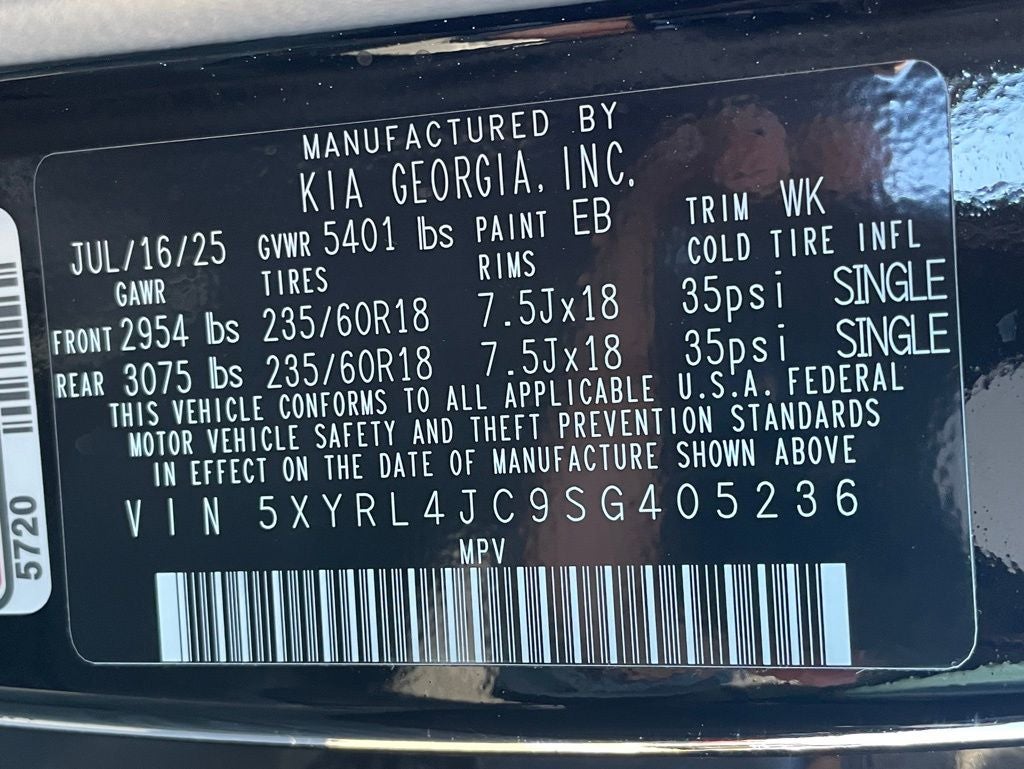 MANUFACTURED BY
KIA GEORGIA, INC.
JUL/16/25 GVWR 5401 lbs PAINT EB TRIM WK
GAWR TIRES RIMS COLD TIRE INFL
FRONT 2954 lbs 235/60R18 7.5Jx18 35psi SINGLE
REAR 3075 lbs 235/60R18 7.5Jx18 35psi SINGLE
THIS VEHICLE CONFORMS TO ALL APPLICABLE U.S.A. FEDERAL
MOTOR VEHICLE SAFETY AND THEFT PREVENTION STANDARDS
IN EFFECT ON THE DATE OF MANUFACTURE SHOWN ABOVE
VIN 5XYRL4JC9SG405236
MPV
5720